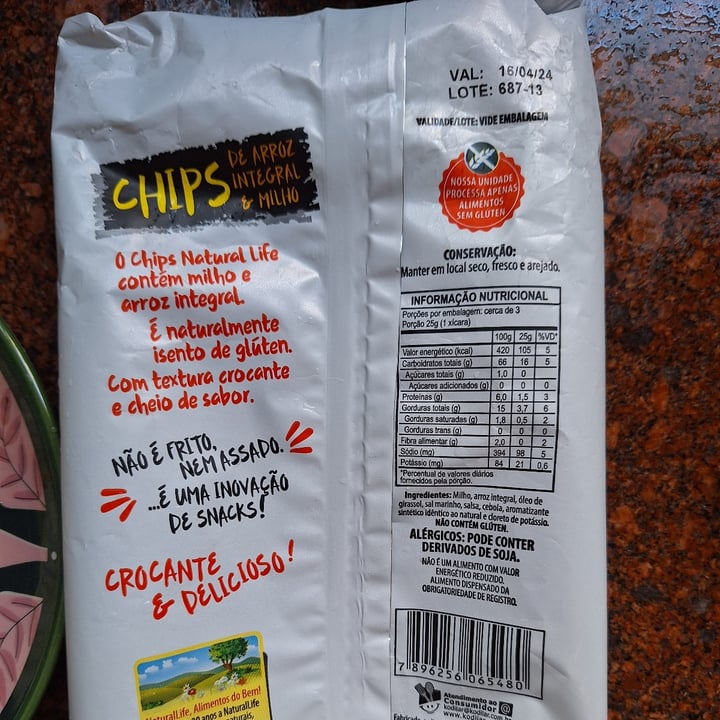 CHIPS
DE ARROZ
INTEGRAL
& MILHO
O Chips Natural Life
contém milho e
arroz integral.
É naturalmente
isento de glúten.
Com textura crocante
e cheio de sabor.
NÃO É FRITO,
NEM ASSADO.
...É UMA INOVAÇÃO
DE SNACKS!
CROCANTE
& DELICIOSO!
NaturalLife, Alimentos do Bem!
anos a NaturalLife
VAL: 16/04/24
LOTE: 687-13
VALIDADE/LOTE: VIDE EMBALAGEM
NOSSA UNIDADE
PROCESSA APENAS
ALIMENTOS
SEM GLÚTEN
CONSERVAÇÃO:
Manter em local seco, fresco e arejado.
INFORMAÇÃO NUTRICIONAL
Porções por embalagem: cerca de 3
Porção 25g (1 xícara)
100g 25g %VD*
Valor energético (kcal) 420 105 5
Carboidratos totais (g) 66 16 5
Açúcares totais (g) 1,0 0
Açúcares adicionados (g) 0 0 0
Proteínas (g) 6,0 1,5 3
Gorduras totais (g) 15 3,7 6
Gorduras saturadas (g) 1,8 0,5 2
Gorduras trans (g) 0 0 0
Fibra alimentar (g) 2,0 0 2
Sódio (mg) 394 98 5
Potássio (mg) 84 21 0,6
*Percentual de valores diários
fornecidos pela porção.
Ingredientes: Milho, arroz integral, óleo de
girassol, sal marinho, salsa, cebola, aromatizante
sintético idêntico ao natural e cloreto de potássio.
NÃO CONTÉM GLÚTEN.
ALÉRGICOS: PODE CONTER
DERIVADOS DE SOJA.
NÃO É UM ALIMENTO COM VALOR
ENERGÉTICO REDUZIDO.
ALIMENTO DISPENSADO DA
OBRIGATORIEDADE DE REGISTRO.
7 896256 065480
Atendimento ao
Consumidor @
kodilar@kodilar.com
Fabricado